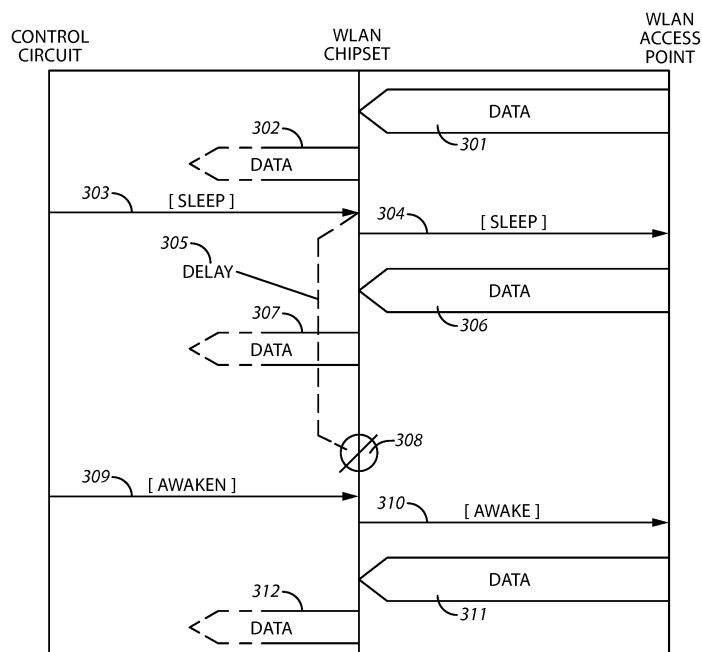 CONTROL
CIRCUIT
WLAN
CHIPSET
WLAN
ACCESS
POINT
DATA
301
302
DATA
303
[ SLEEP ]
304
[ SLEEP ]
305
DELAY
DATA
306
307
DATA
308
309
[ AWAKEN ]
310
[ AWAKE ]
DATA
311
312
DATA